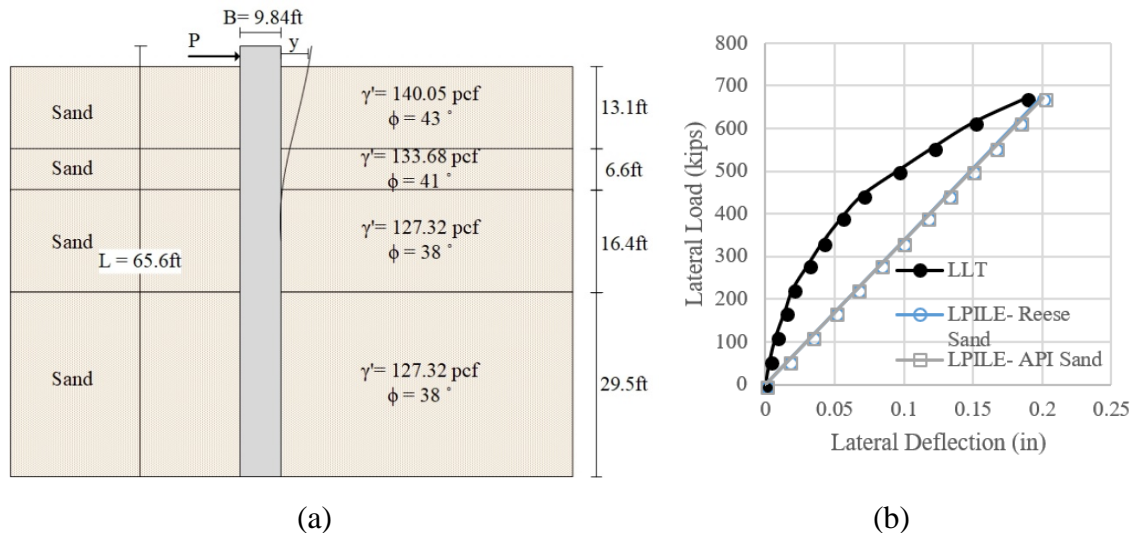 B= 9.84ft
P
y
Sand
γ'= 140.05 pcf
ϕ = 43 °
13.1ft
Sand
γ'= 133.68 pcf
ϕ = 41 °
6.6ft
Sand
γ'= 127.32 pcf
ϕ = 38 °
16.4ft
L = 65.6ft
Sand
γ'= 127.32 pcf
ϕ = 38 °
29.5ft
(a)
Lateral Load (kips)
800
700
600
500
400
300
200
100
0
LLT
LPILE- Reese
Sand
LPILE- API Sand
0 0.05 0.1 0.15 0.2 0.25
Lateral Deflection (in)
(b)